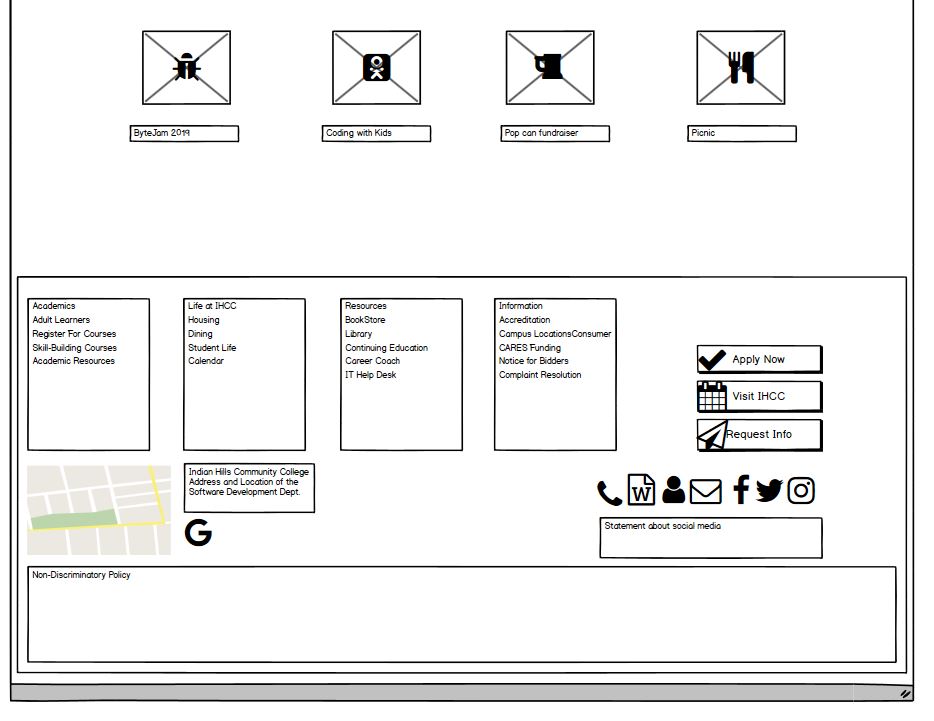 ByteJam 2019
Coding with Kids
Pop can fundraiser
Picnic
Academics
Adult Learners
Register For Courses
Skill-Building Courses
Academic Resources
Life at IHCC
Housing
Dining
Student Life
Calendar
Resources
BookStore
Library
Continuing Education
Career Coach
IT Help Desk
Information
Accreditation
Campus LocationsConsumer
CARES Funding
Notice for Bidders
Complaint Resolution
Apply Now
Visit IHCC
Request Info
Indian Hills Community College
Address and Location of the
Software Development Dept.
G
W
f
Statement about social media
Non-Discriminatory Policy